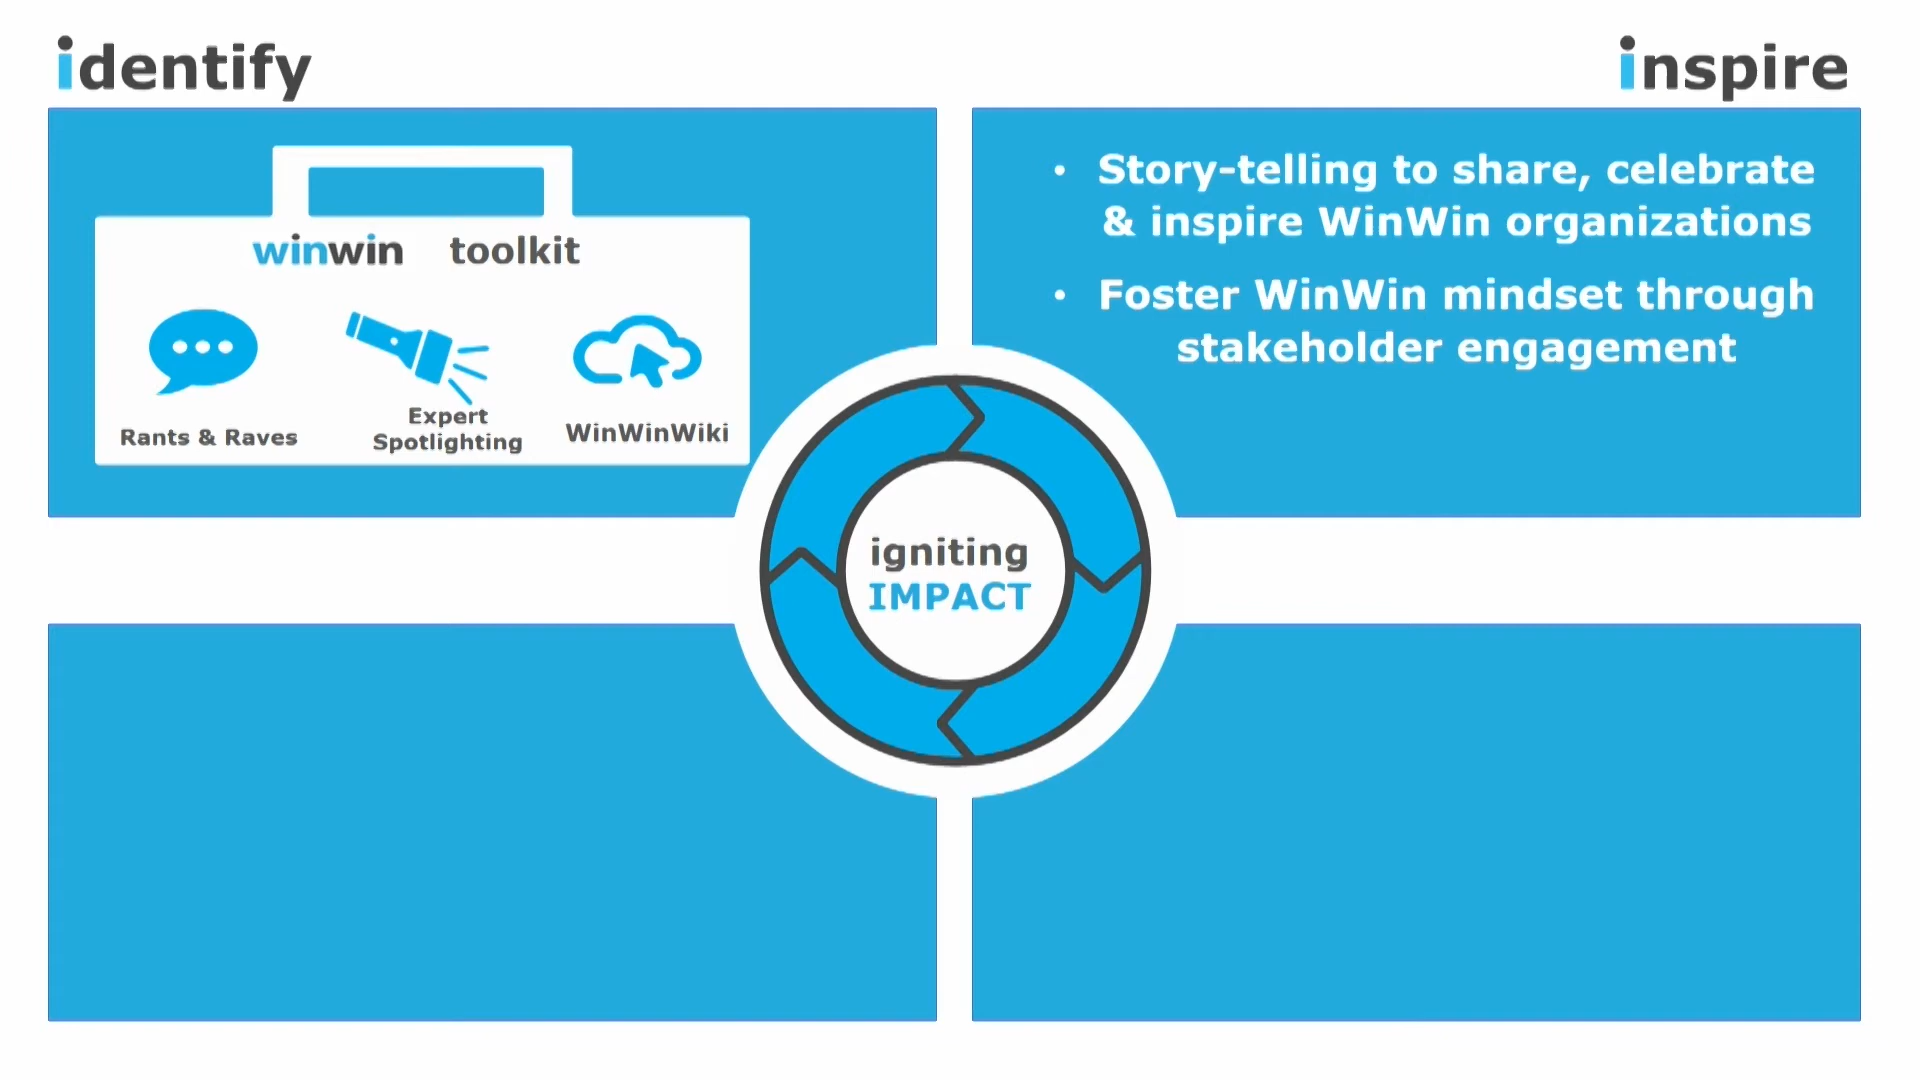 identify
winwin toolkit
Rants & Raves
Expert
Spotlighting
WinWinWiki
inspire
• Story-telling to share, celebrate
& inspire WinWin organizations
• Foster WinWin mindset through
stakeholder engagement
igniting
IMPACT